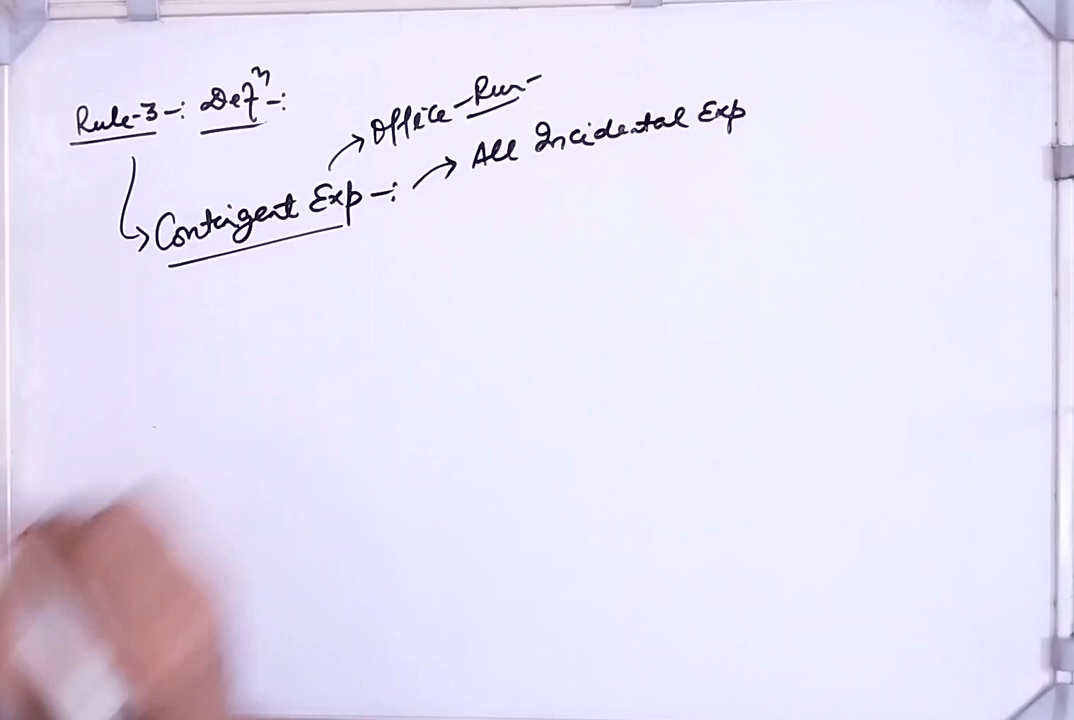 Rule-3-: Defⁿ-:
→ Office-Run-
→ Contigent Exp-: → All Incidental Exp